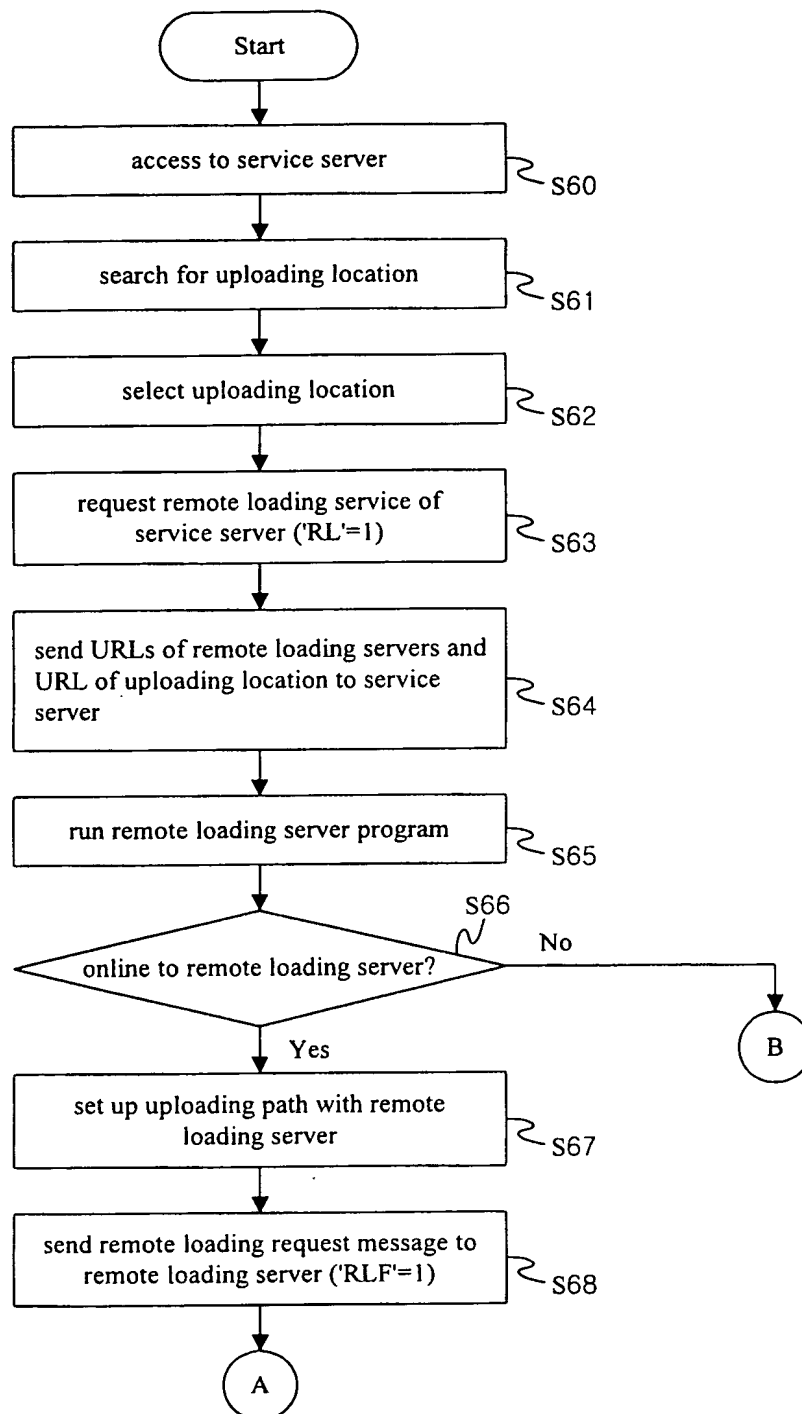 Start
access to service server
S60
search for uploading location
S61
select uploading location
S62
request remote loading service of
service server ('RL'=1)
S63
send URLs of remote loading servers and
URL of uploading location to service
server
S64
run remote loading server program
S65
S66
online to remote loading server?
No
B
Yes
set up uploading path with remote
loading server
S67
send remote loading request message to
remote loading server ('RLF'=1)
S68
A